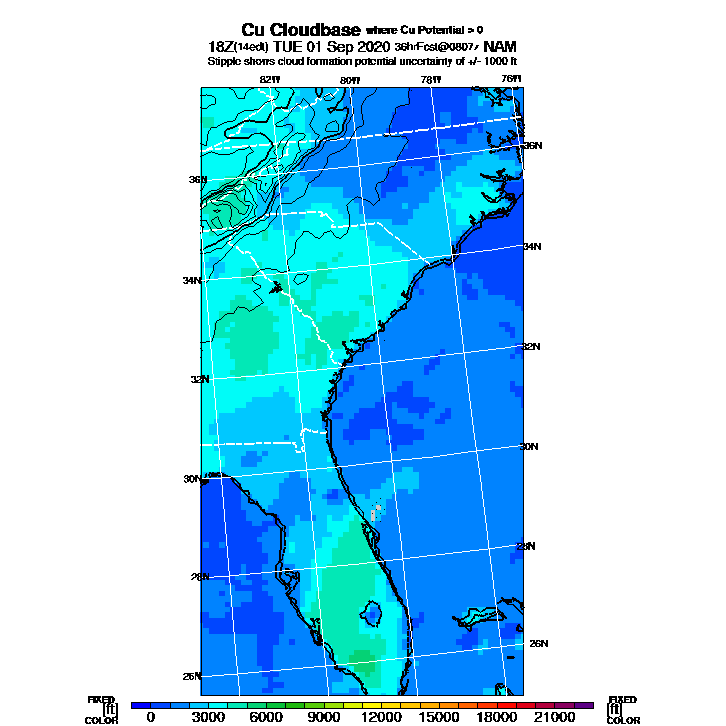 Cu Cloudbase where Cu Potential > 0
18Z(14edt) TUE 01 Sep 2020 36hrFcst@0807z NAM
Stipple shows cloud formation potential uncertainty of +/- 1000 ft
82W 80W 78W 76W
36N
36N
34N
34N
32N
32N
30N
30N
28N
28N
26N
26N
FIXED FIXED
[ft] [ft]
COLOR 0 3000 6000 9000 12000 15000 18000 21000 COLOR